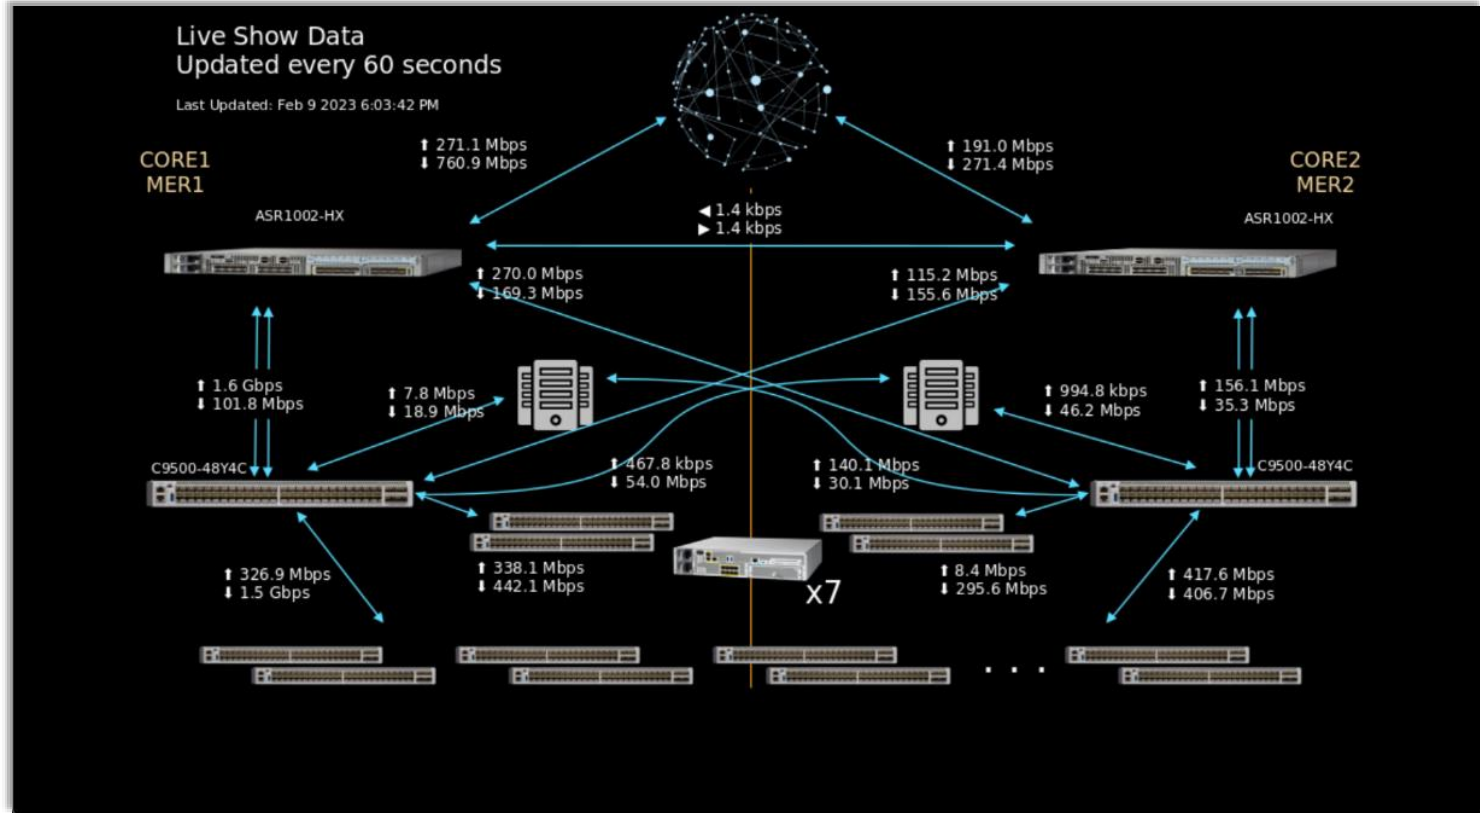 Live Show Data
Updated every 60 seconds
Last Updated: Feb 9 2023 6:03:42 PM
CORE1
MER1
CORE2
MER2
⬆ 271.1 Mbps
⬇ 760.9 Mbps
⬆ 191.0 Mbps
⬇ 271.4 Mbps
ASR1002-HX
ASR1002-HX
◀ 1.4 kbps
▶ 1.4 kbps
⬆ 270.0 Mbps
⬇ 169.3 Mbps
⬆ 115.2 Mbps
⬇ 155.6 Mbps
⬆ 1.6 Gbps
⬇ 101.8 Mbps
⬆ 7.8 Mbps
⬇ 18.9 Mbps
⬆ 994.8 kbps
⬇ 46.2 Mbps
⬆ 156.1 Mbps
⬇ 35.3 Mbps
C9500-48Y4C
⬆ 467.8 kbps
⬇ 54.0 Mbps
⬆ 140.1 Mbps
⬇ 30.1 Mbps
C9500-48Y4C
⬆ 326.9 Mbps
⬇ 1.5 Gbps
⬆ 338.1 Mbps
⬇ 442.1 Mbps
x7
⬆ 8.4 Mbps
⬇ 295.6 Mbps
⬆ 417.6 Mbps
⬇ 406.7 Mbps
. . .